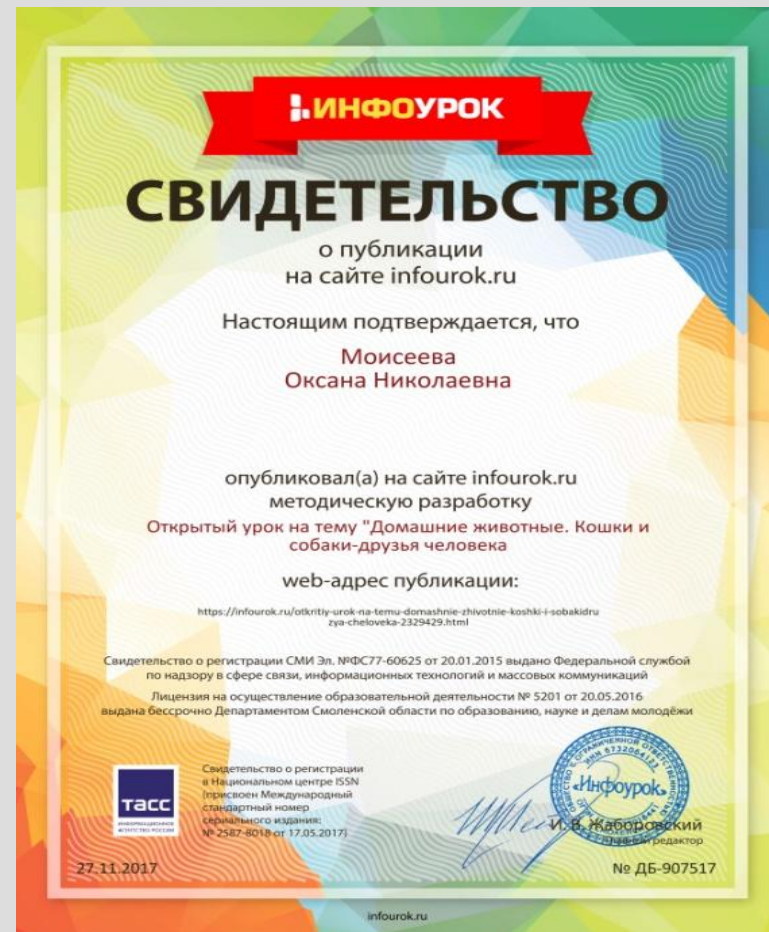 ИНФОУРОК
СВИДЕТЕЛЬСТВО
о публикации
на сайте infourok.ru
Настоящим подтверждается, что
Моисеева
Оксана Николаевна
опубликовал(а) на сайте infourok.ru
методическую разработку
Открытый урок на тему "Домашние животные. Кошки и
собаки-друзья человека
web-адрес публикации:
https://infourok.ru/otkritiy-urok-na-temu-domashnie-zhivotnie-koshki-i-sobakidru
zya-cheloveka-2329429.html
Свидетельство о регистрации СМИ Эл. №ФС77-60625 от 20.01.2015 выдано Федеральной службой
по надзору в сфере связи, информационных технологий и массовых коммуникаций
Лицензия на осуществление образовательной деятельности № 5201 от 20.05.2016
выдана бессрочно Департаментом Смоленской области по образованию, науке и делам молодёжи
тасс
ИНФОРМАЦИОННОЕ
АГЕНТСТВО РОССИИ
Свидетельство о регистрации
в Национальном центре ISSN
(присвоен Международный
стандартный номер
сериального издания:
№ 2587-8018 от 17.05.2017)
«Инфоурок»
И. В. Жаборовский
главный редактор
27.11.2017
№ ДБ-907517
infourok.ru